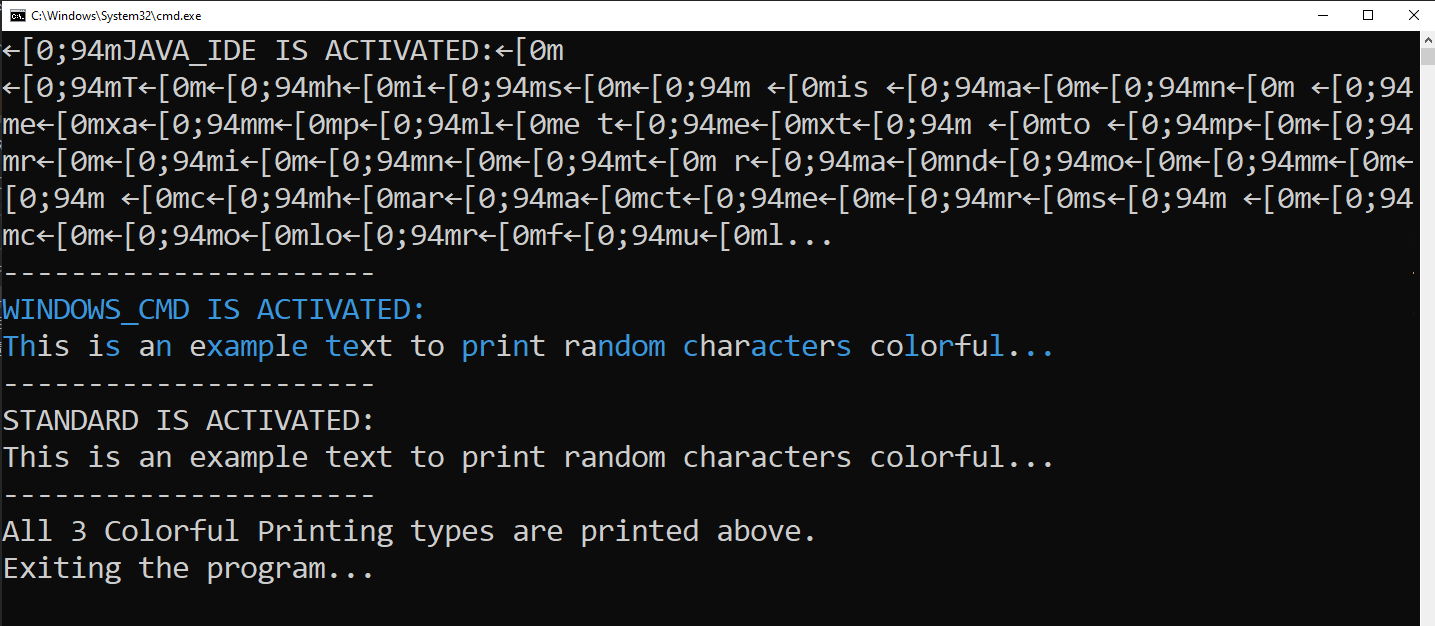 C:\Windows\System32\cmd.exe
←[0;94mJAVA_IDE IS ACTIVATED:←[0m
←[0;94mT←[0m←[0;94mh←[0mi←[0;94ms←[0m←[0;94m ←[0mis ←[0;94ma←[0m←[0;94mn←[0m ←[0;94
me←[0mxa←[0;94mm←[0mp←[0;94ml←[0me t←[0;94me←[0mxt←[0;94m ←[0mto ←[0;94mp←[0m←[0;94
mr←[0m←[0;94mi←[0m←[0;94mn←[0m←[0;94mt←[0m r←[0;94ma←[0mnd←[0;94mo←[0m←[0;94mm←[0m←
[0;94m ←[0mc←[0;94mh←[0mar←[0;94ma←[0mct←[0;94me←[0m←[0;94mr←[0ms←[0;94m ←[0m←[0;94
mc←[0m←[0;94mo←[0mlo←[0;94mr←[0mf←[0;94mu←[0ml...
----------------------
WINDOWS_CMD IS ACTIVATED:
This is an example text to print random characters colorful...
----------------------
STANDARD IS ACTIVATED:
This is an example text to print random characters colorful...
----------------------
All 3 Colorful Printing types are printed above.
Exiting the program...